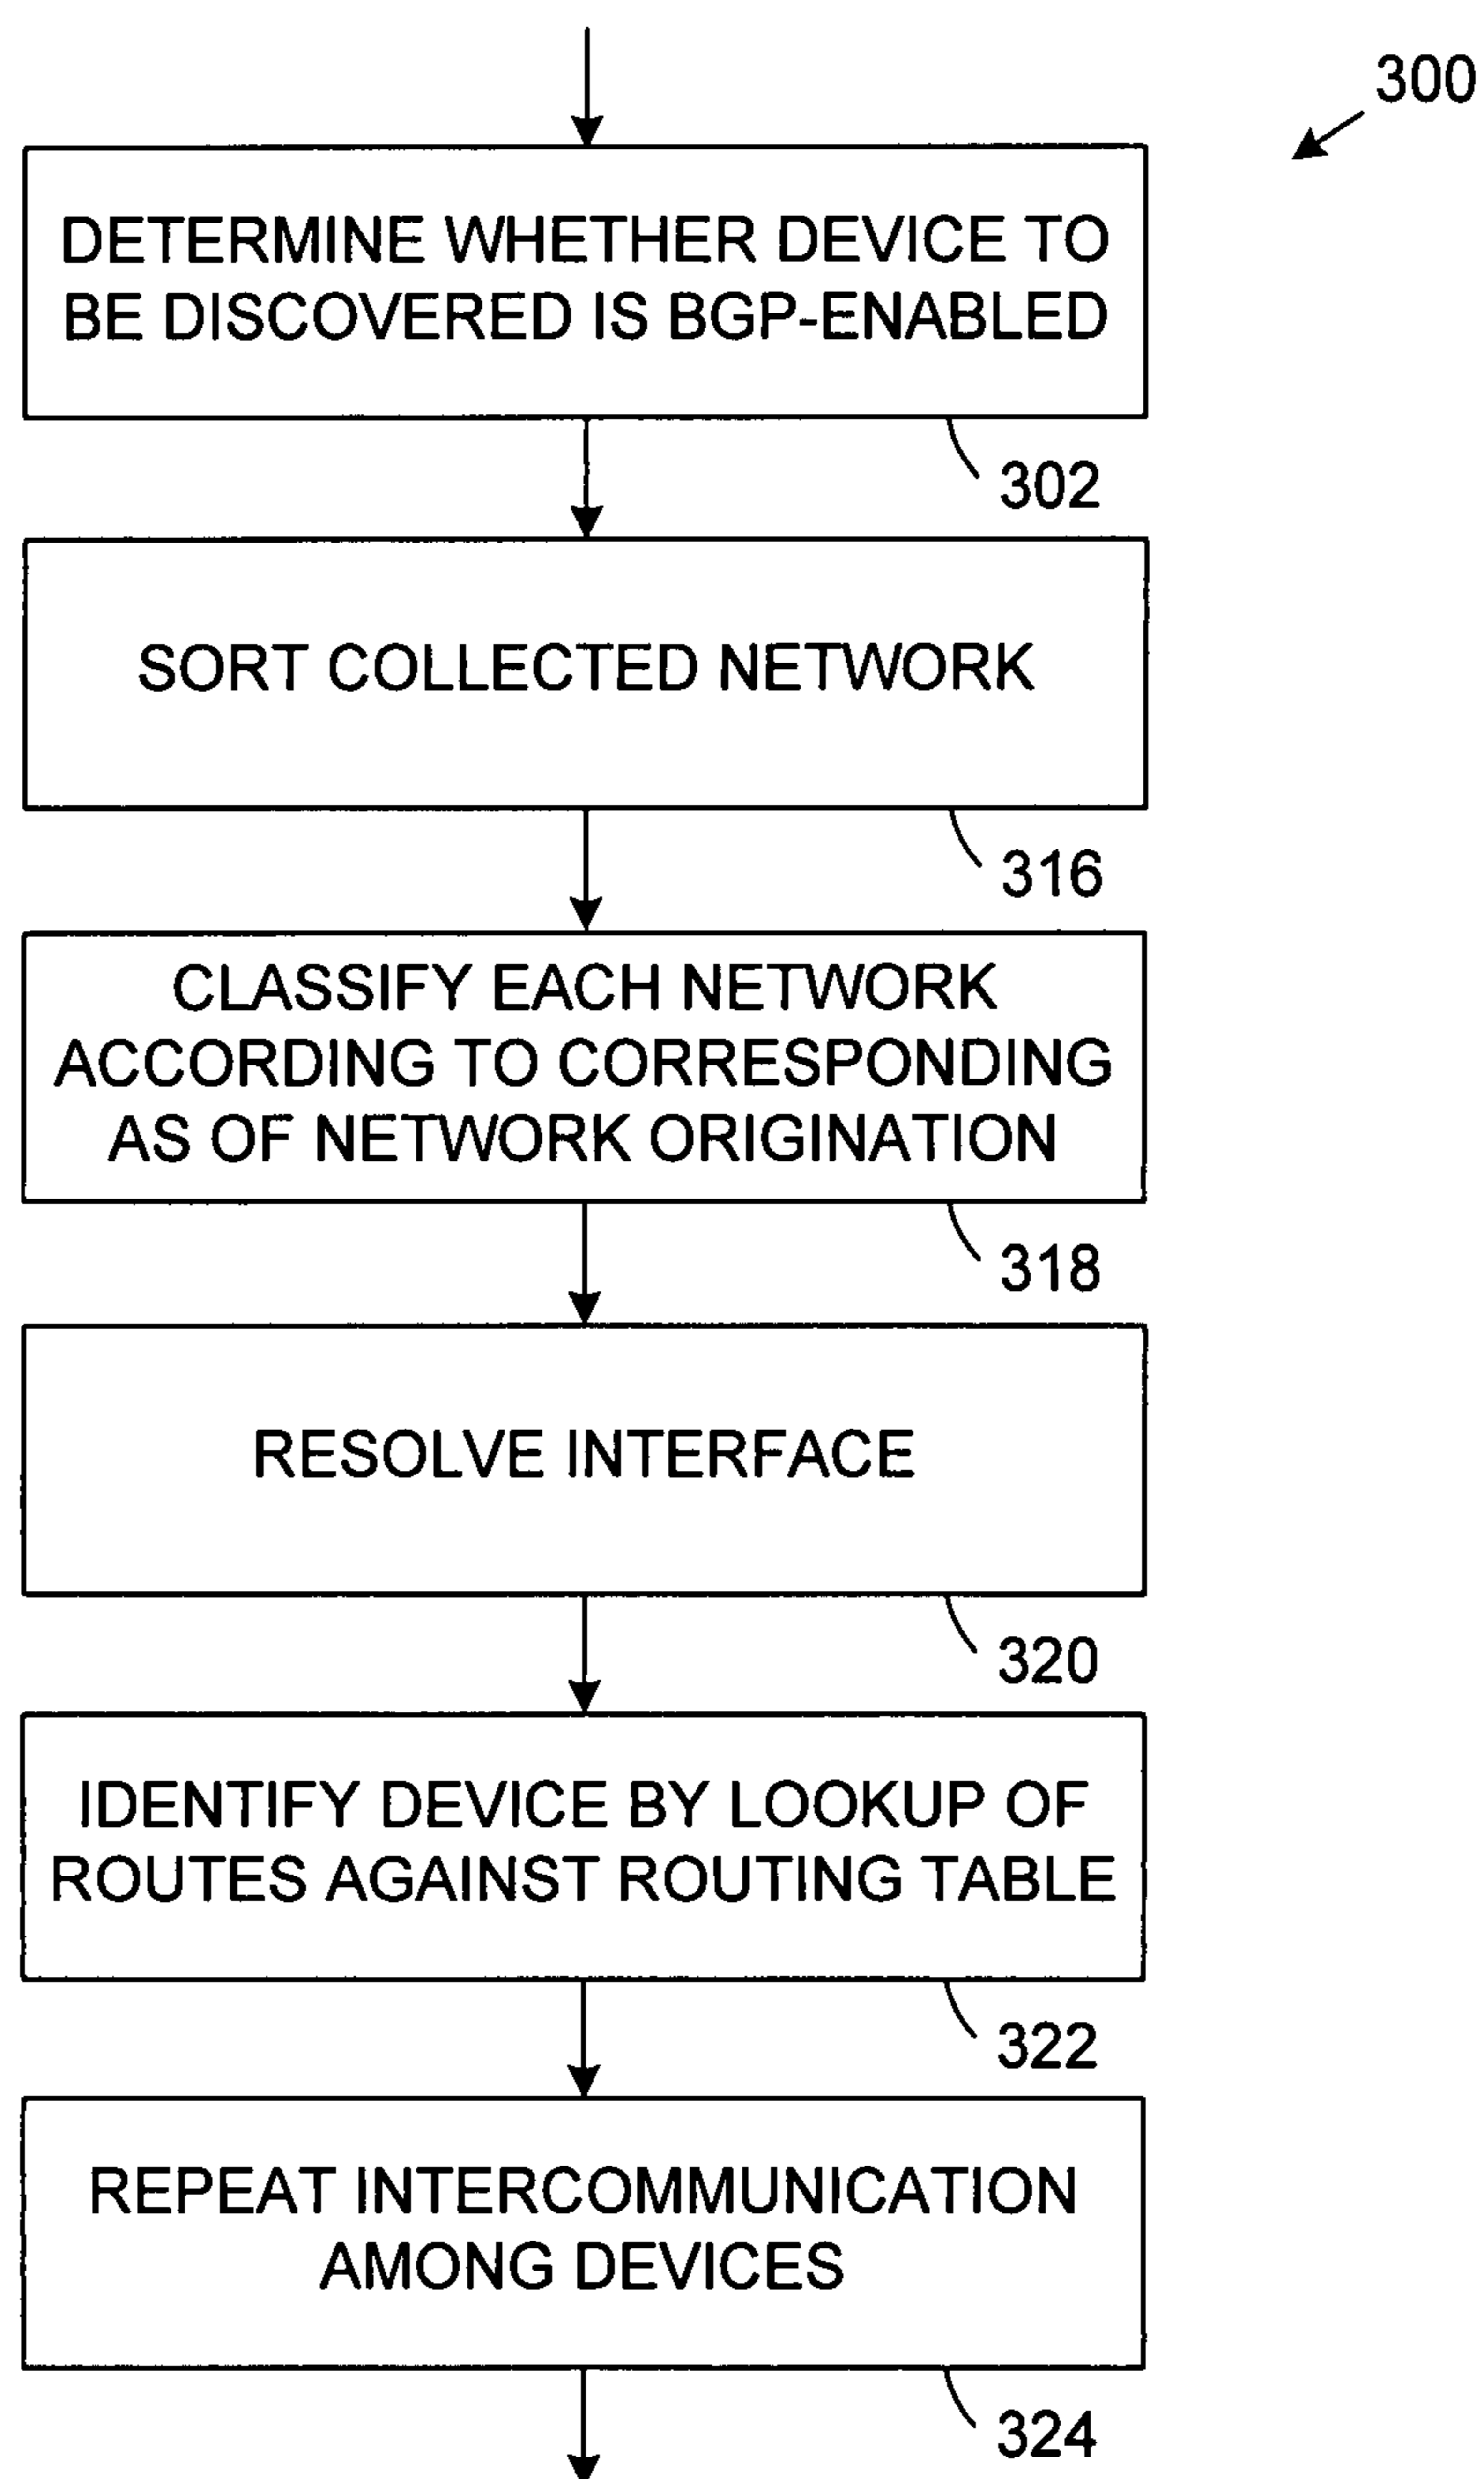 300
DETERMINE WHETHER DEVICE TO
BE DISCOVERED IS BGP-ENABLED
302
SORT COLLECTED NETWORK
316
CLASSIFY EACH NETWORK
ACCORDING TO CORRESPONDING
AS OF NETWORK ORIGINATION
318
RESOLVE INTERFACE
320
IDENTIFY DEVICE BY LOOKUP OF
ROUTES AGAINST ROUTING TABLE
322
REPEAT INTERCOMMUNICATION
AMONG DEVICES
324